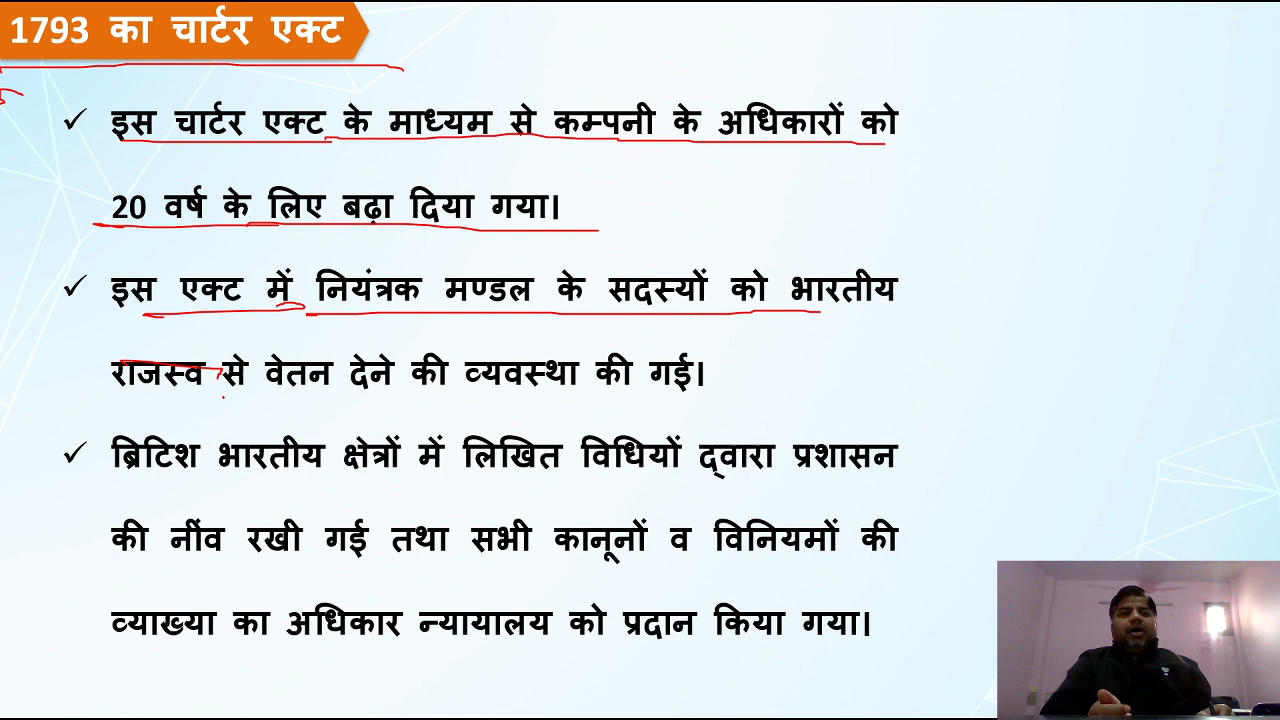 1793 का चार्टर एक्ट
इस चार्टर एक्ट के माध्यम से कम्पनी के अधिकारों को
20 वर्ष के लिए बढ़ा दिया गया।
इस एक्ट में नियंत्रक मण्डल के सदस्यों को भारतीय
राजस्व से वेतन देने की व्यवस्था की गई।
ब्रिटिश भारतीय क्षेत्रों में लिखित विधियों द्वारा प्रशासन
की नींव रखी गई तथा सभी कानूनों व विनियमों की
व्याख्या का अधिकार न्यायालय को प्रदान किया गया।